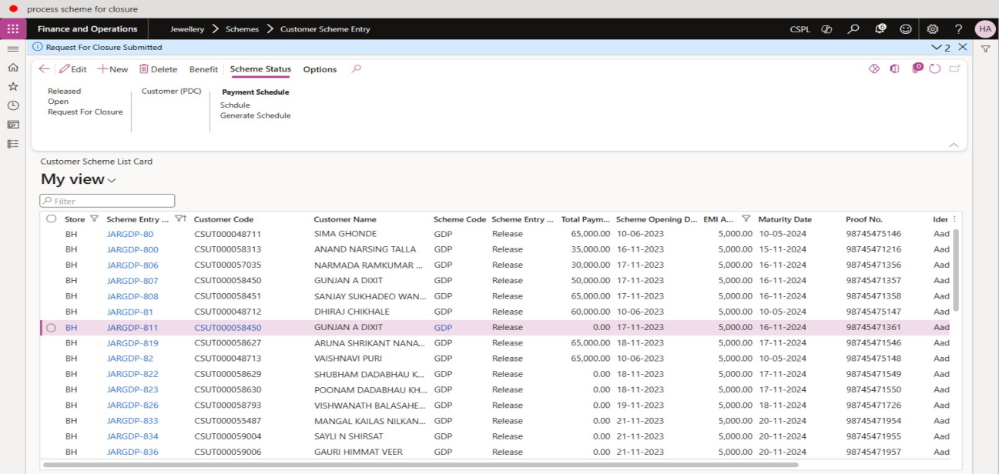 process scheme for closure
Finance and Operations Jewellery > Schemes > Customer Scheme Entry CSPL 6 ? HA
Request For Closure Submitted 2
Edit New Delete Benefit Scheme Status Options 0
Released Customer (PDC) Payment Schedule
Open Schdule
Request For Closure Generate Schedule
Customer Scheme List Card
My view
Filter
Store Scheme Entry ... Customer Code Customer Name Scheme Code Scheme Entry ... Total Paym... Scheme Opening D... EMI A... Maturity Date Proof No. Ider
BH JARGDP-80 CSUT000048711 SIMA GHONDE GDP Release 65,000.00 10-06-2023 5,000.00 10-05-2024 98745475146 Aad
BH JARGDP-800 CSUT000058313 ANAND NARSING TALLA GDP Release 35,000.00 16-11-2023 5,000.00 15-11-2024 98745471216 Aad
BH JARGDP-806 CSUT000057035 NARMADA RAMKUMAR ... GDP Release 30,000.00 17-11-2023 5,000.00 16-11-2024 98745471356 Aad
BH JARGDP-807 CSUT000058450 GUNJAN A DIXIT GDP Release 50,000.00 17-11-2023 5,000.00 16-11-2024 98745471357 Aad
BH JARGDP-808 CSUT000058451 SANJAY SUKHADEO WAN... GDP Release 65,000.00 17-11-2023 5,000.00 16-11-2024 98745471358 Aad
BH JARGDP-81 CSUT000048712 DHIRAJ CHIKHALE GDP Release 60,000.00 10-06-2023 5,000.00 10-05-2024 98745475147 Aad
BH JARGDP-811 CSUT000058450 GUNJAN A DIXIT GDP Release 0.00 17-11-2023 5,000.00 16-11-2024 98745471361 Aad
BH JARGDP-819 CSUT000058627 ARUNA SHRIKANT NANA... GDP Release 65,000.00 18-11-2023 5,000.00 17-11-2024 98745471546 Aad
BH JARGDP-82 CSUT000048713 VAISHNAVI PURI GDP Release 65,000.00 10-06-2023 5,000.00 10-05-2024 98745475148 Aad
BH JARGDP-822 CSUT000058629 SHUBHAM DADABHAU K... GDP Release 0.00 18-11-2023 5,000.00 17-11-2024 98745471549 Aad
BH JARGDP-823 CSUT000058630 POONAM DADABHAU KH... GDP Release 0.00 18-11-2023 5,000.00 17-11-2024 98745471550 Aad
BH JARGDP-826 CSUT000058793 VISHWANATH BALASAHE... GDP Release 0.00 19-11-2023 5,000.00 18-11-2024 98745471726 Aad
BH JARGDP-833 CSUT000055487 MANGAL KAILAS NILKAN... GDP Release 0.00 21-11-2023 5,000.00 20-11-2024 98745471954 Aad
BH JARGDP-834 CSUT000059004 SAYLI N SHIRSAT GDP Release 0.00 21-11-2023 5,000.00 20-11-2024 98745471955 Aad
BH JARGDP-836 CSUT000059006 GAURI HIMMAT VEER GDP Release 0.00 21-11-2023 5,000.00 20-11-2024 98745471957 Aad